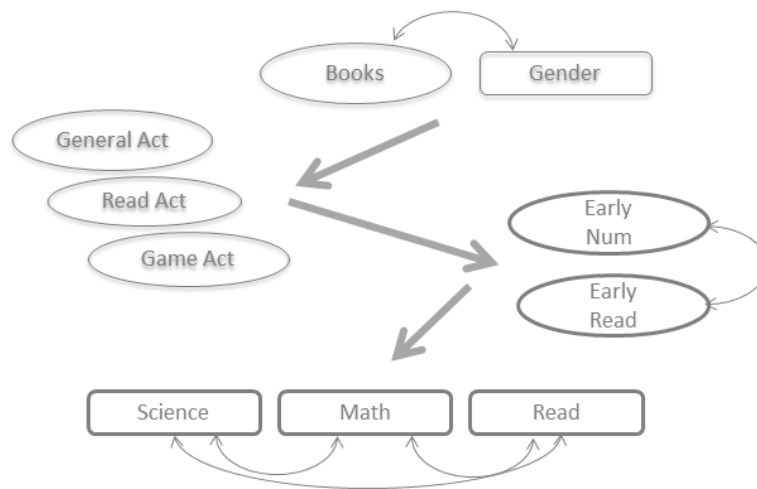 Books
Gender
General Act
Read Act
Game Act
Early
Num
Early
Read
Science
Math
Read